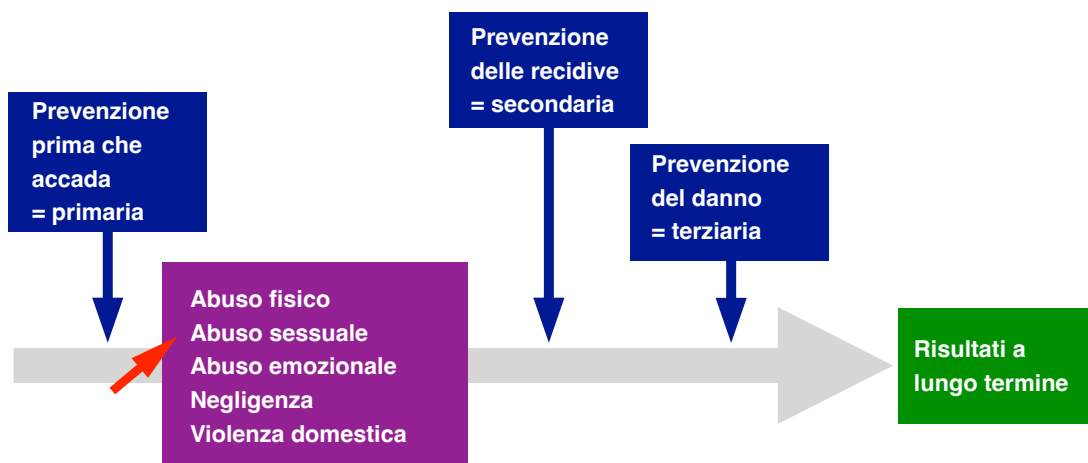 Prevenzione
prima che
accada
= primaria
Abuso fisico
Abuso sessuale
Abuso emozionale
Negligenza
Violenza domestica
Prevenzione
delle recidive
= secondaria
Prevenzione
del danno
= terziaria
Risultati a
lungo termine